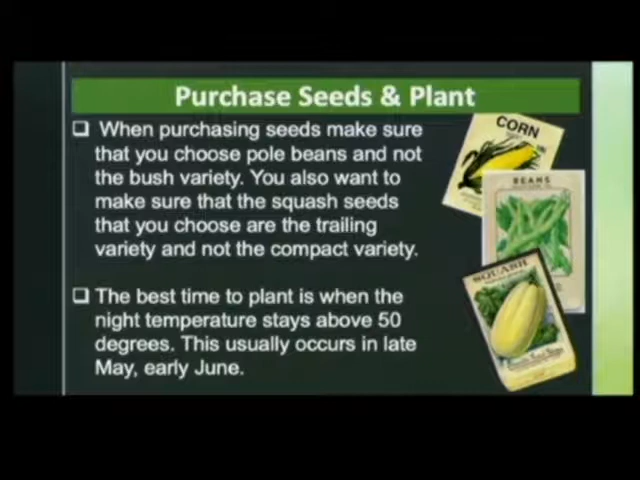 Purchase Seeds & Plant
When purchasing seeds make sure
that you choose pole beans and not
the bush variety. You also want to
make sure that the squash seeds
that you choose are the trailing
variety and not the compact variety.
The best time to plant is when the
night temperature stays above 50
degrees. This usually occurs in late
May, early June.
CORN
BEANS
SQUASH